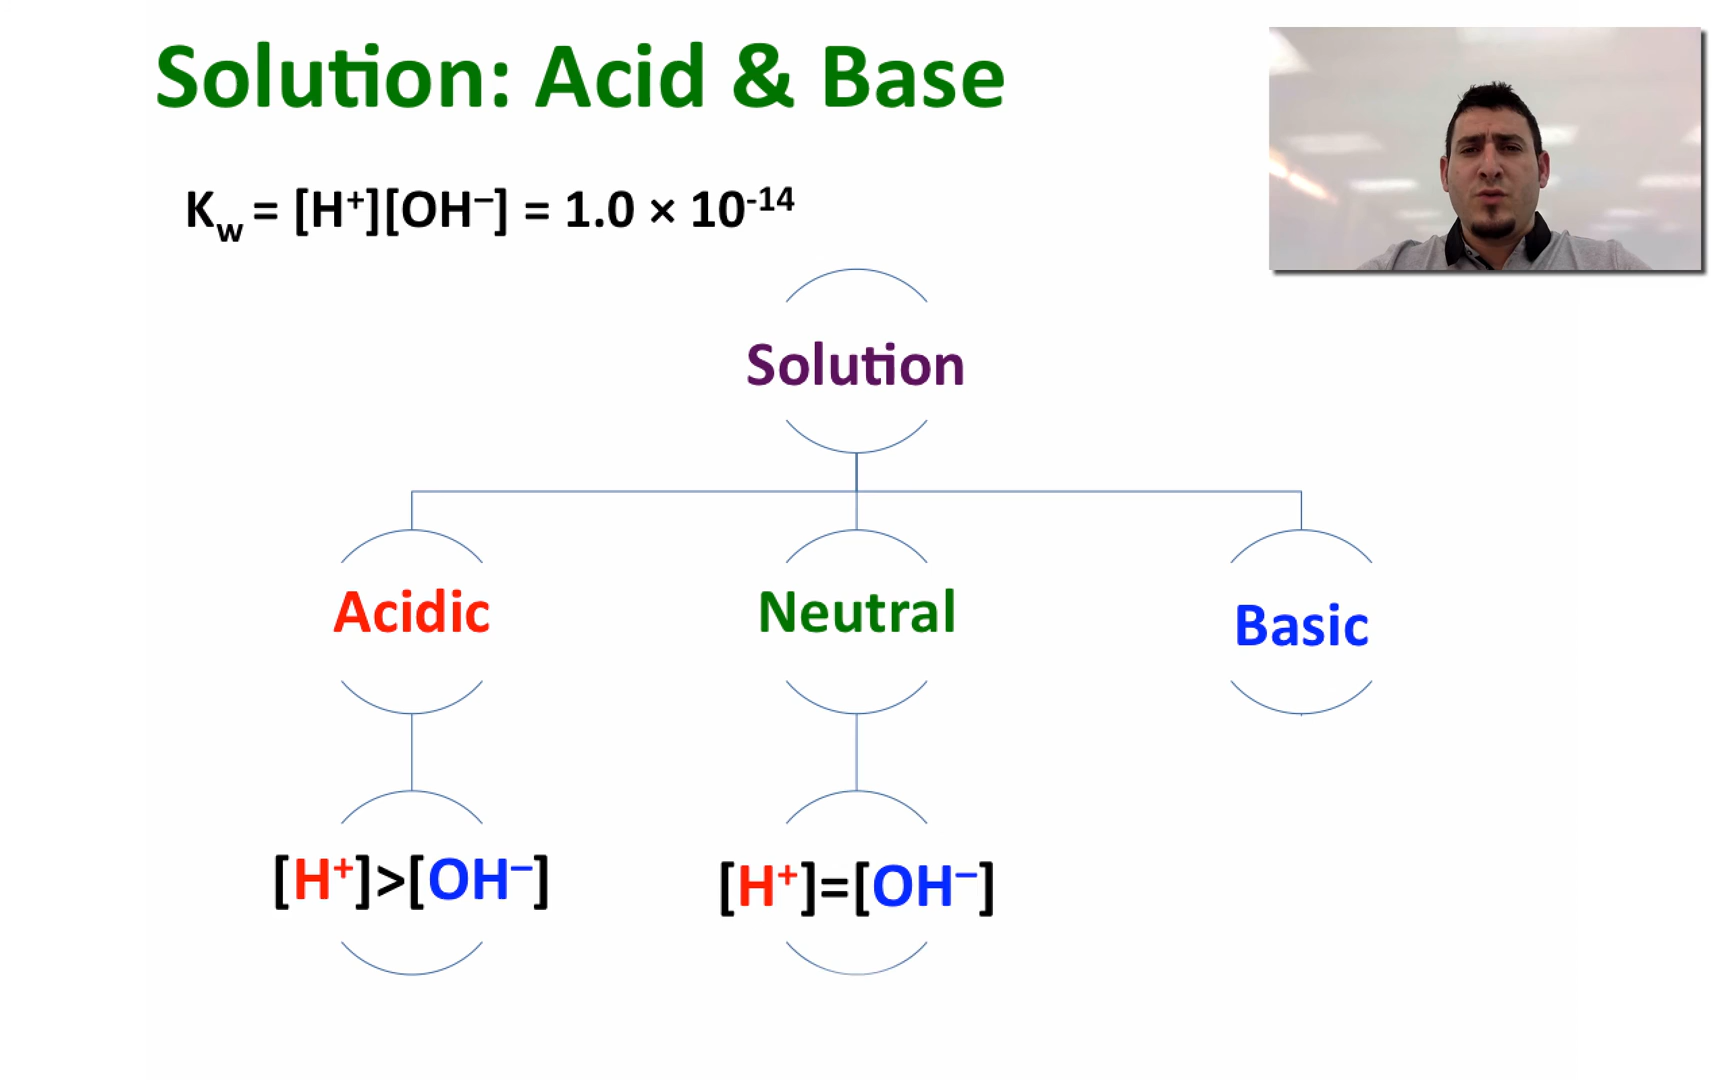 Solution: Acid & Base
Kw = [H⁺][OH⁻] = 1.0 × 10⁻¹⁴
Solution
Acidic
Neutral
Basic
[H⁺]>[OH⁻]
[H⁺]=[OH⁻]